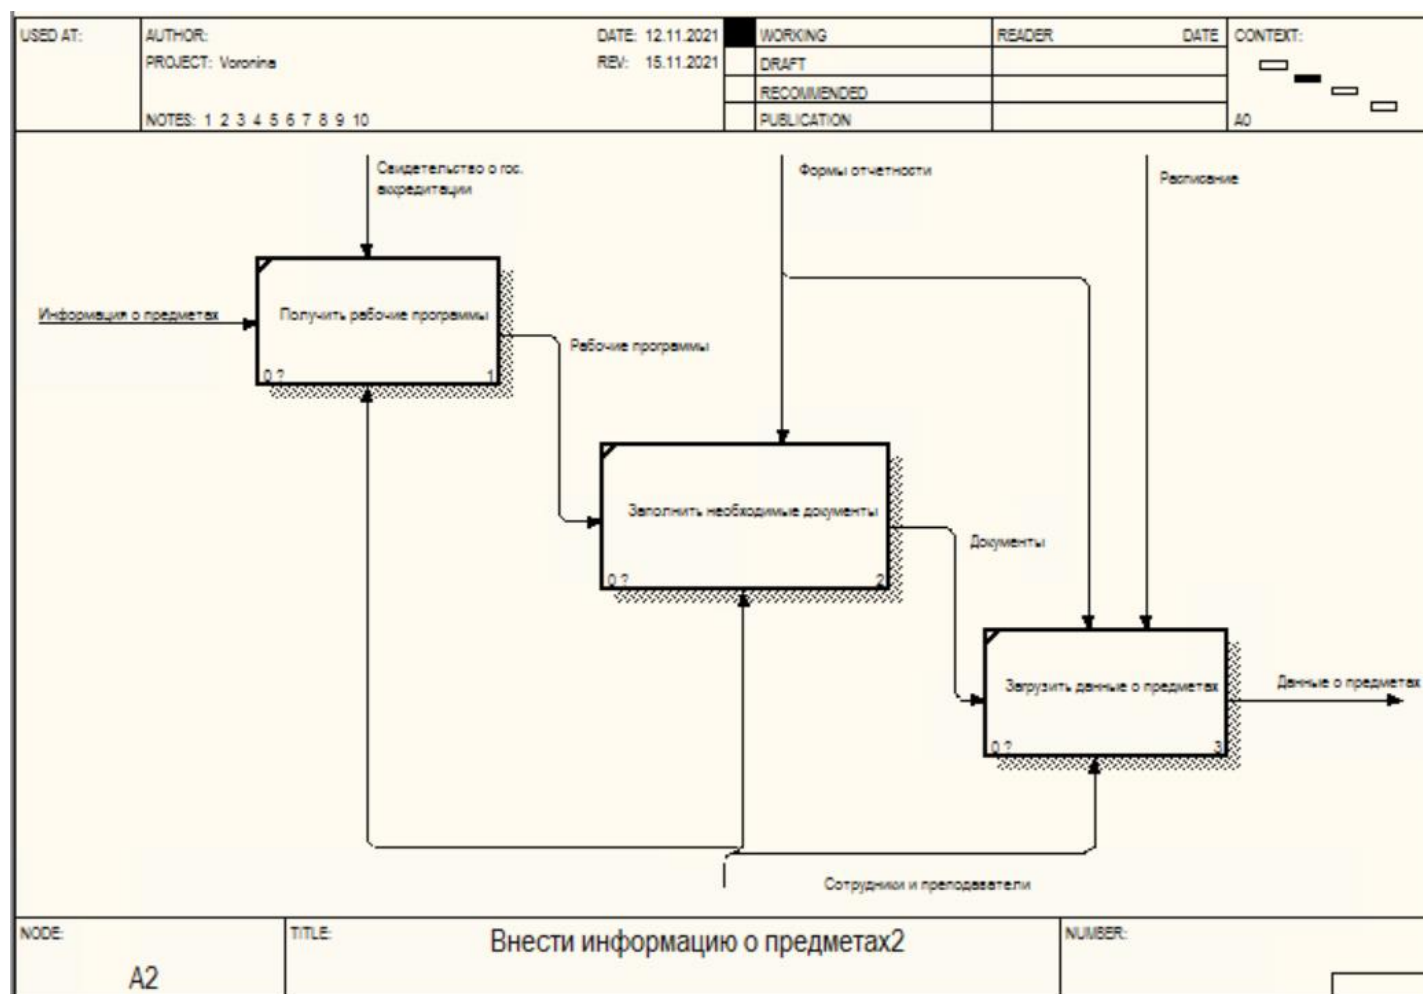 USED AT:
AUTHOR:
DATE: 12.11.2021
WORKING
READER
DATE
CONTEXT:
PROJECT: Voronina
REV: 15.11.2021
DRAFT
RECOMMENDED
NOTES: 1 2 3 4 5 6 7 8 9 10
PUBLICATION
A0
Свидетельство о гос.
аккредитации
Формы отчетности
Расписание
Информация о предметах
Получить рабочие программы
0 ?
1
Рабочие программы
Заполнить необходимые документы
0 ?
2
Документы
Загрузить данные о предметах
0 ?
3
Данные о предметах
Сотрудники и преподаватели
NODE:
A2
TITLE:
Внести информацию о предметах2
NUMBER: